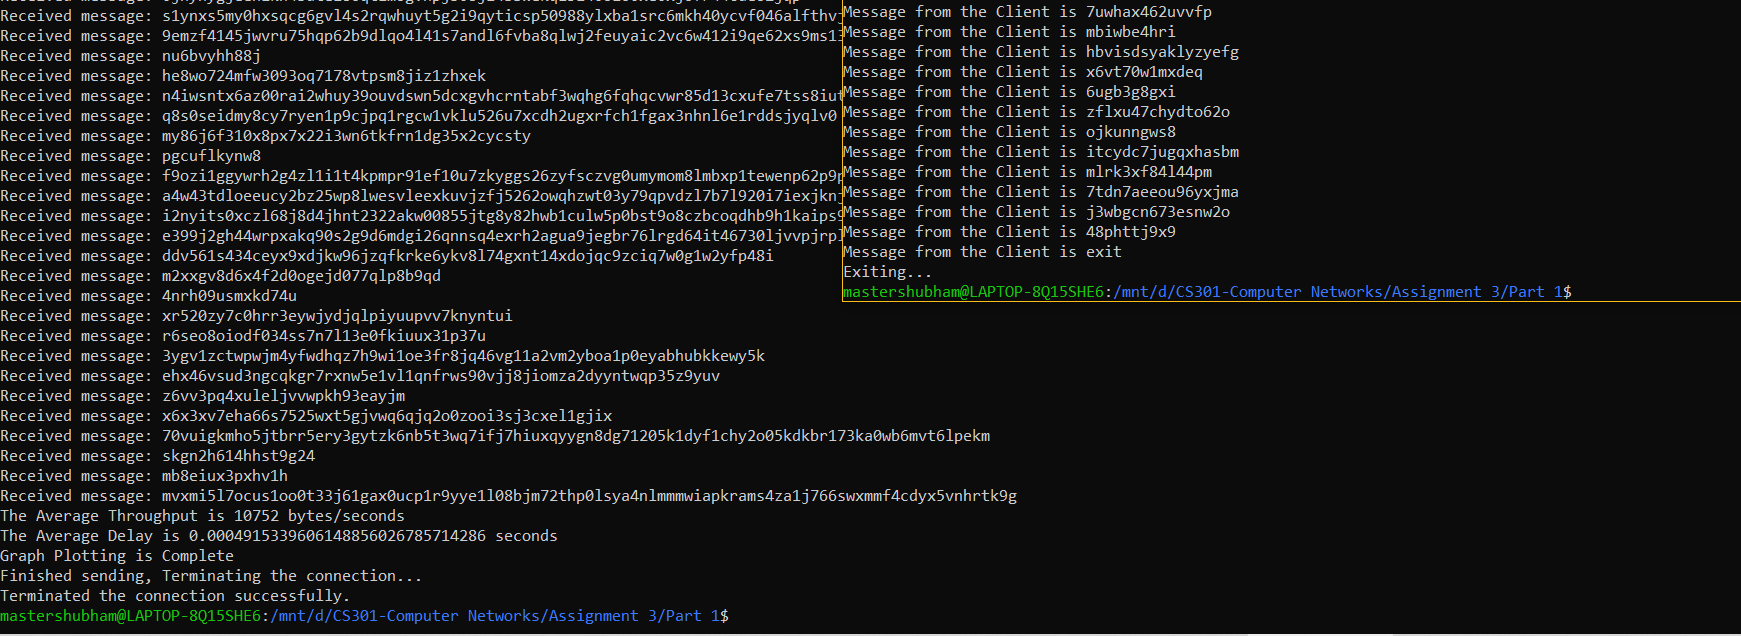 Received message: s1ynxs5my0hxsqcg6gvl4s2rqwhuyt5g2i9qyticsp50988ylxba1src6mkh40ycvf046alfthv
Received message: 9emzf4145jwvru75hqp62b9dlqo4l41s7andl6fvba8qlwj2feuyaic2vc6w412i9qe62xs9ms1
Received message: nu6bvyhh88j
Received message: he8wo724mfw3093oq7178vtpsm8jiz1zhxek
Received message: n4iwsntx6az00rai2whuy39ouvdswn5dcxgvhcrntabf3wqhg6fqhqcvwr85d13cxufe7tss8iu
Received message: q8s0seidmy8cy7ryen1p9cjpq1rgcw1vklu526u7xcdh2ugxrfch1fgax3nhnl6e1rddsjyqlv0
Received message: my86j6f310x8px7x22i3wn6tkfrn1dg35x2cycsty
Received message: pgcuflkynw8
Received message: f9ozi1ggywrh2g4zl1i1t4kpmpr91ef10u7zkyggs26zyfsczvg0umymom8lmbxp1tewenp62p9
Received message: a4w43tdloeeucy2bz25wp8lwesvleexkuvjzfj5262owqhzwt03y79qpvdzl7b7l920i7iexjkn
Received message: i2nyits0xczl68j8d4jhnt2322akw00855jtg8y82hwb1culw5p0bst9o8czbcoqdhb9h1kaips
Received message: e399j2gh44wrpxakq90s2g9d6mdgi26qnnsq4exrh2agua9jegbr76lrgd64it46730ljvvpjrp
Received message: ddv561s434ceyx9xdjkw96jzqfkrke6ykv8l74gxnt14xdojqc9zciq7w0g1w2yfp48i
Received message: m2xxgv8d6x4f2d0ogejd077qlp8b9qd
Received message: 4nrh09usmxkd74u
Received message: xr520zy7c0hrr3eywjydjqlpiyuupvv7knyntui
Received message: r6seo8oiodf034ss7n7l13e0fkiuux31p37u
Received message: 3ygv1zctwpwjm4yfwdhqz7h9wi1oe3fr8jq46vg11a2vm2yboa1p0eyabhubkkewy5k
Received message: ehx46vsud3ngcqkgr7rxnw5e1vl1qnfrws90vjj8jiomza2dyyntwqp35z9yuv
Received message: z6vv3pq4xuleljvvwpkh93eayjm
Received message: x6x3xv7eha66s7525wxt5gjvwq6qjq2o0zooi3sj3cxel1gjix
Received message: 70vuigkmho5jtbrr5ery3gytzk6nb5t3wq7ifj7hiuxqyygn8dg71205k1dyf1chy2o05kdkbr173ka0wb6mvt6lpekm
Received message: skgn2h614hhst9g24
Received message: mb8eiux3pxhv1h
Received message: mvxmi5l7ocus1oo0t33j61gax0ucp1r9yye1l08bjm72thp0lsya4nlmmmwiapkrams4za1j766swxmmf4cdyx5vnhrtk9g
The Average Throughput is 10752 bytes/seconds
The Average Delay is 0.00049153396061488560267857142​86 seconds
Graph Plotting is Complete
Finished sending, Terminating the connection...
Terminated the connection successfully.
mastershubham@LAPTOP-8Q15SHE6:/mnt/d/CS301-Computer Networks/Assignment 3/Part 1$
Message from the Client is 7uwhax462uvvfp
Message from the Client is mbiwbe4hri
Message from the Client is hbvisdsyaklyzyefg
Message from the Client is x6vt70w1mxdeq
Message from the Client is 6ugb3g8gxi
Message from the Client is zflxu47chydto62o
Message from the Client is ojkunngws8
Message from the Client is itcydc7jugqxhasbm
Message from the Client is mlrk3xf84l44pm
Message from the Client is 7tdn7aeeou96yxjma
Message from the Client is j3wbgcn673esnw2o
Message from the Client is 48phttj9x9
Message from the Client is exit
Exiting...
mastershubham@LAPTOP-8Q15SHE6:/mnt/d/CS301-Computer Networks/Assignment 3/Part 1$